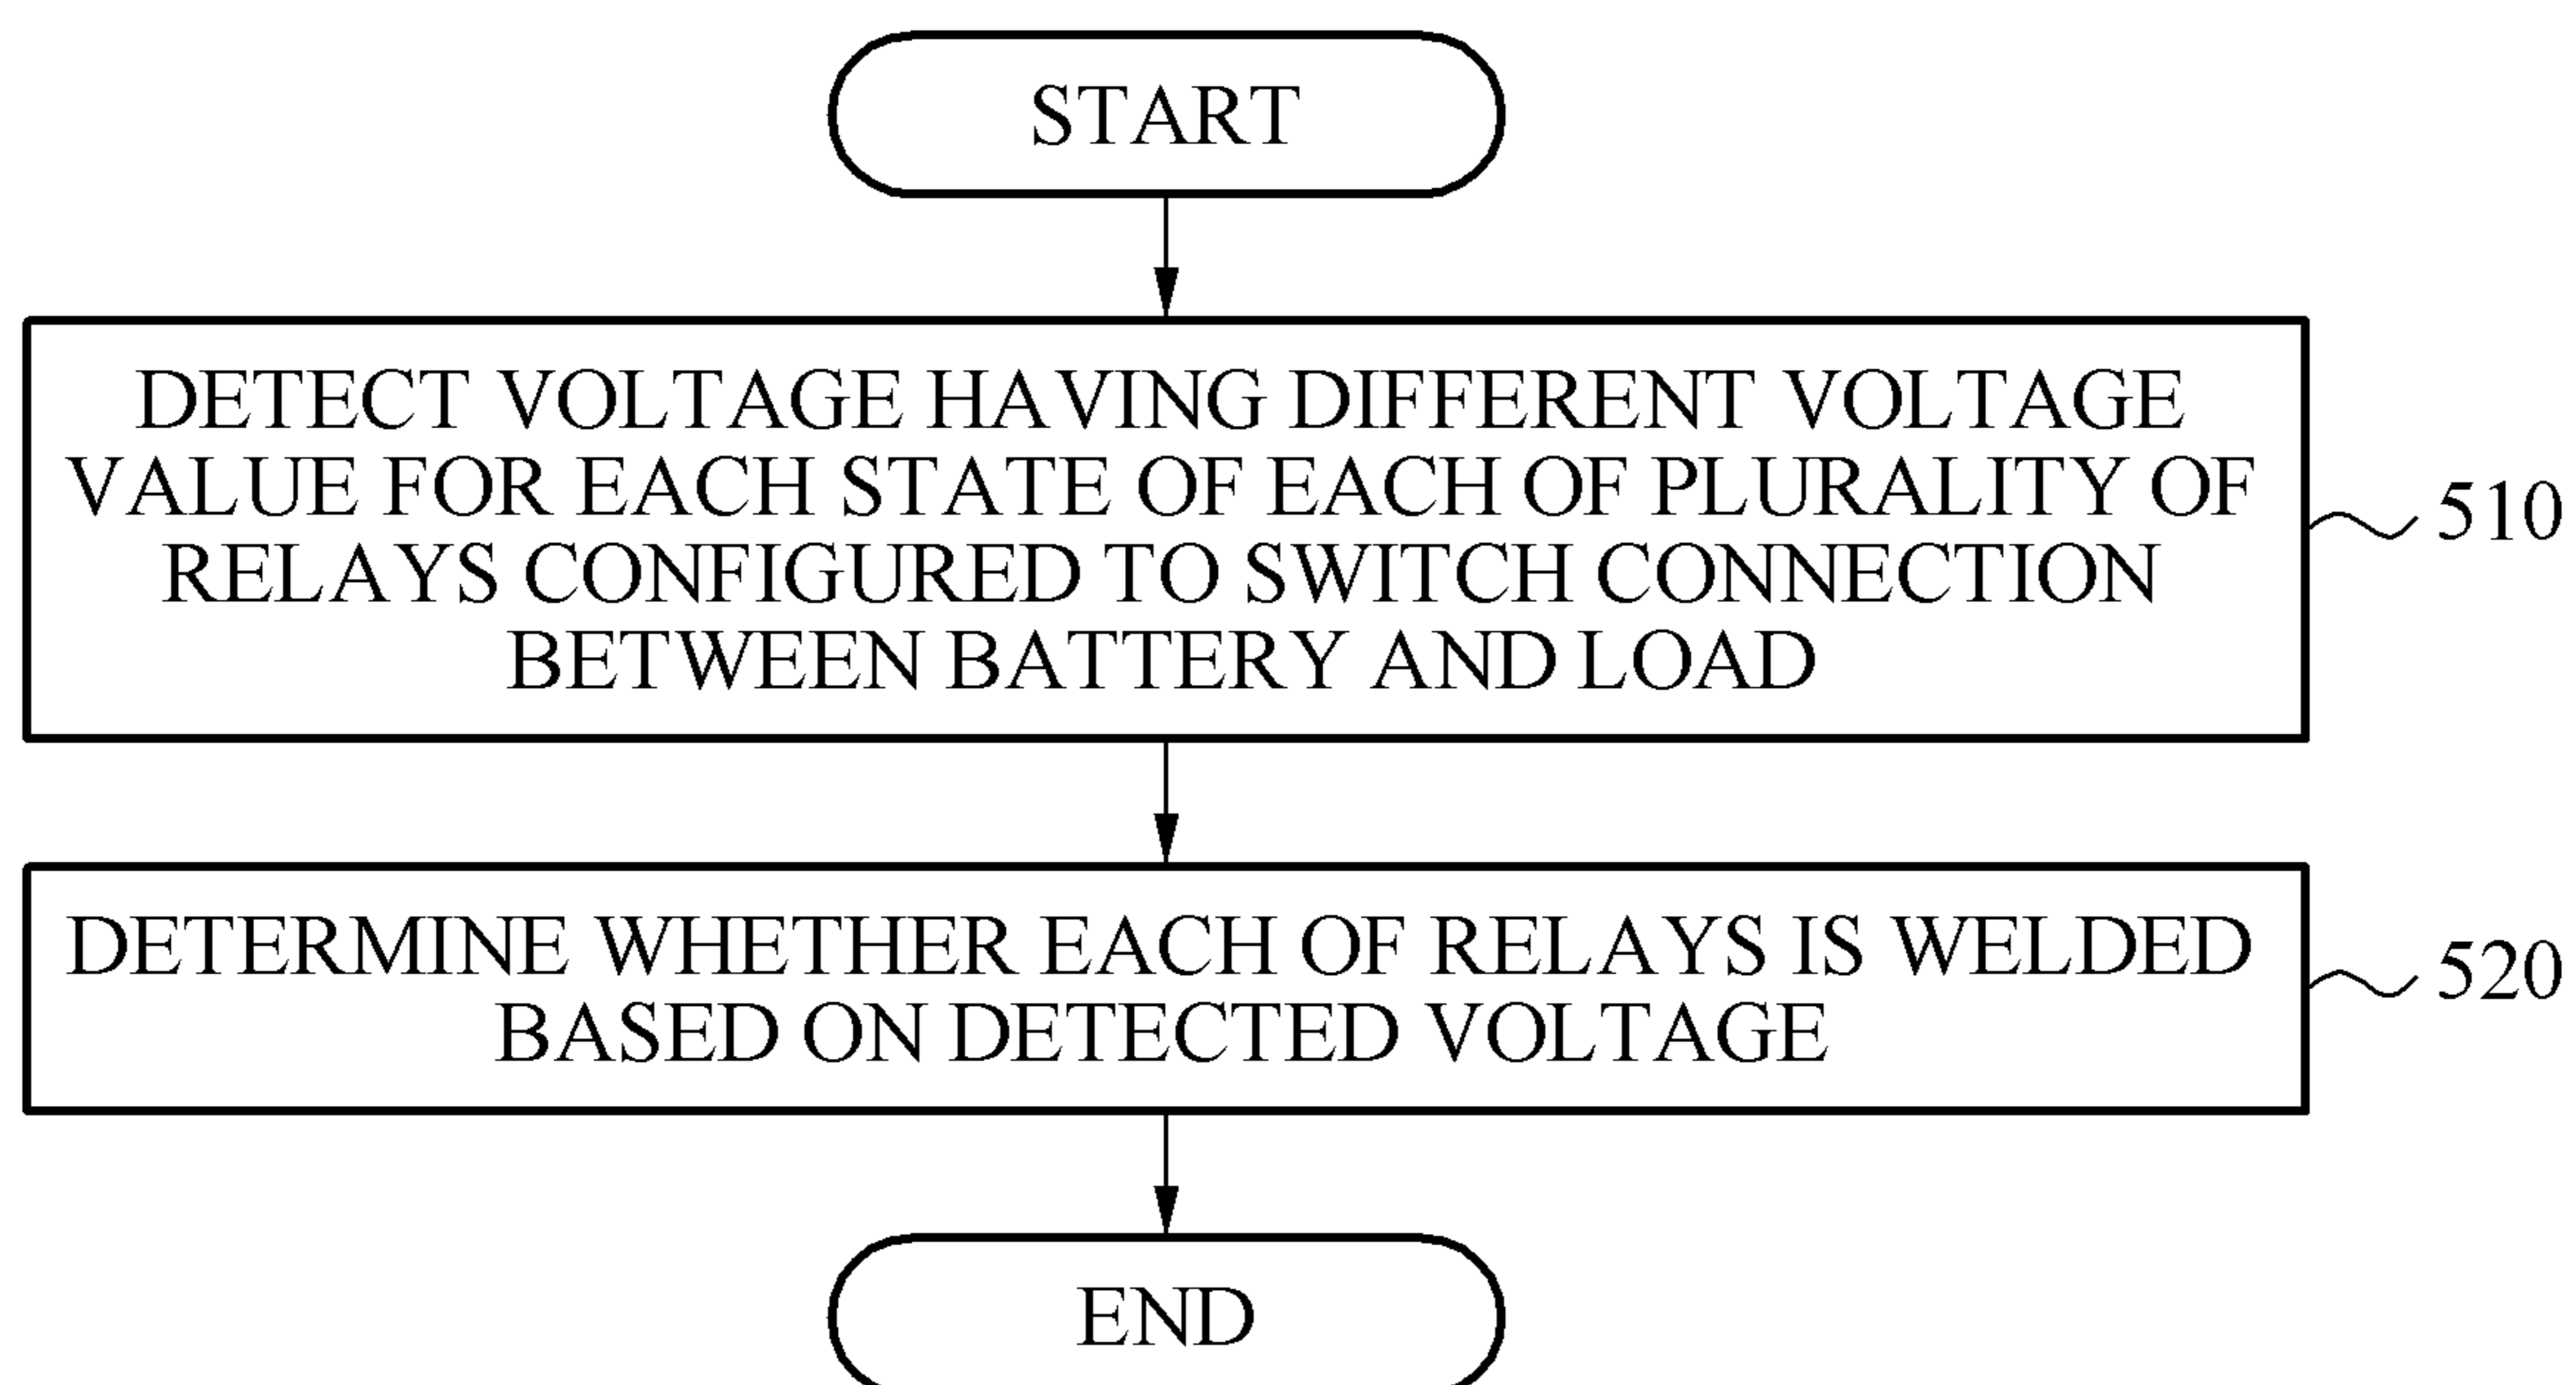 START
DETECT VOLTAGE HAVING DIFFERENT VOLTAGE
VALUE FOR EACH STATE OF EACH OF PLURALITY OF
RELAYS CONFIGURED TO SWITCH CONNECTION
BETWEEN BATTERY AND LOAD
510
DETERMINE WHETHER EACH OF RELAYS IS WELDED
BASED ON DETECTED VOLTAGE
520
END